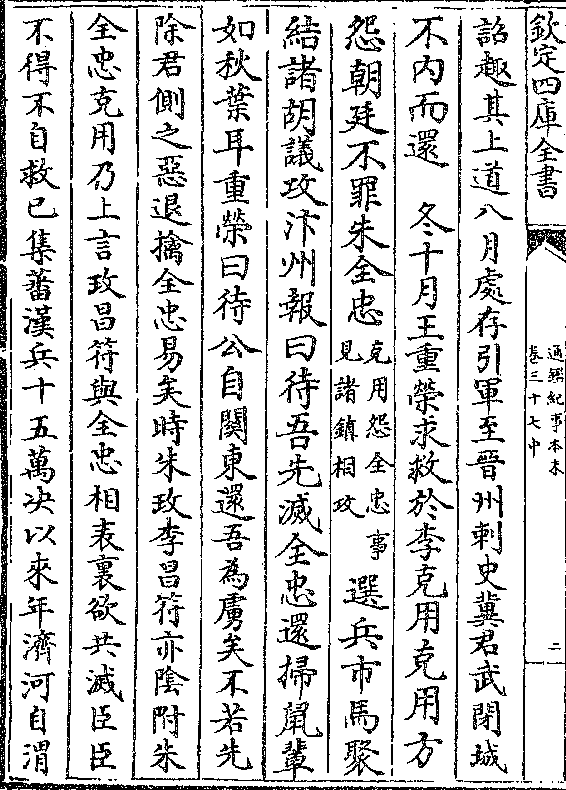 欽定四庫全書
通鑑紀事本末
卷三十七中
二
詔趣其上道八月處存引軍至晉州刺史冀君武閉城
不内而還　冬十月王重榮求救於李克用克用方
怨朝廷不罪朱全忠克用怨全忠事見諸鎮相攻選兵市馬聚
結諸胡議攻汴州報曰待吾先滅全忠還掃鼠輩
如秋葉耳重榮曰待公自關東還吾為虜矣不若先
除君側之惡退擒全忠易矣時朱玫李昌符亦陰附朱
全忠克用乃上言玫昌符與全忠相表裏欲共滅臣臣
不得不自救已集蕃漢兵十五萬决以來年濟河自渭